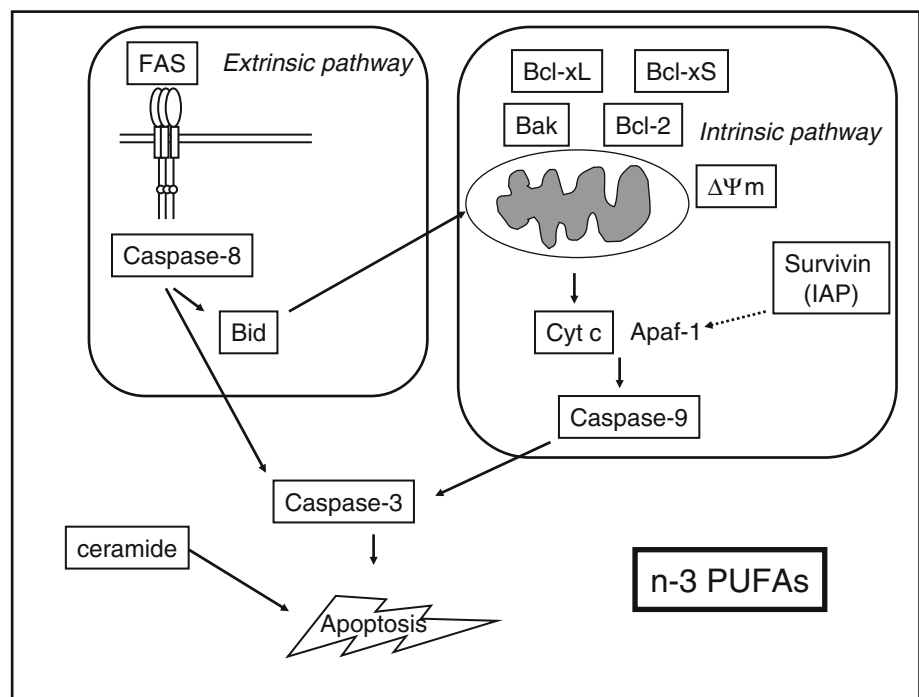 FAS
Extrinsic pathway
Caspase-8
Bid
Bcl-xL
Bcl-xS
Bak
Bcl-2
Intrinsic pathway
ΔΨm
Survivin
(IAP)
Cyt c
Apaf-1
Caspase-9
Caspase-3
ceramide
Apoptosis
n-3 PUFAs